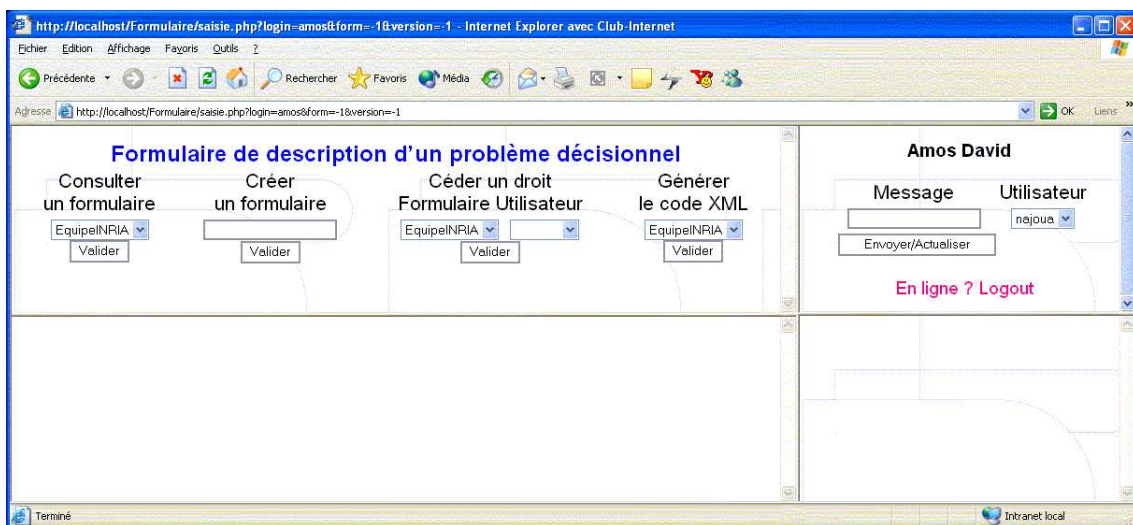 http://localhost/Formulaire/saisie.php?login=amos&form=-1&version=-1 - Internet Explorer avec Club-Internet
Fichier Edition Affichage Favoris Outils ?
Précédente Rechercher Favoris Média
Adresse http://localhost/Formulaire/saisie.php?login=amos&form=-1&version=-1 OK Liens »
Formulaire de description d'un problème décisionnel
Consulter
un formulaire
EquipeINRIA
Valider
Créer
un formulaire
Valider
Céder un droit
Formulaire Utilisateur
EquipeINRIA
Valider
Générer
le code XML
EquipeINRIA
Valider
Amos David
Message Utilisateur
najoua
Envoyer/Actualiser
En ligne ? Logout
Terminé Intranet local